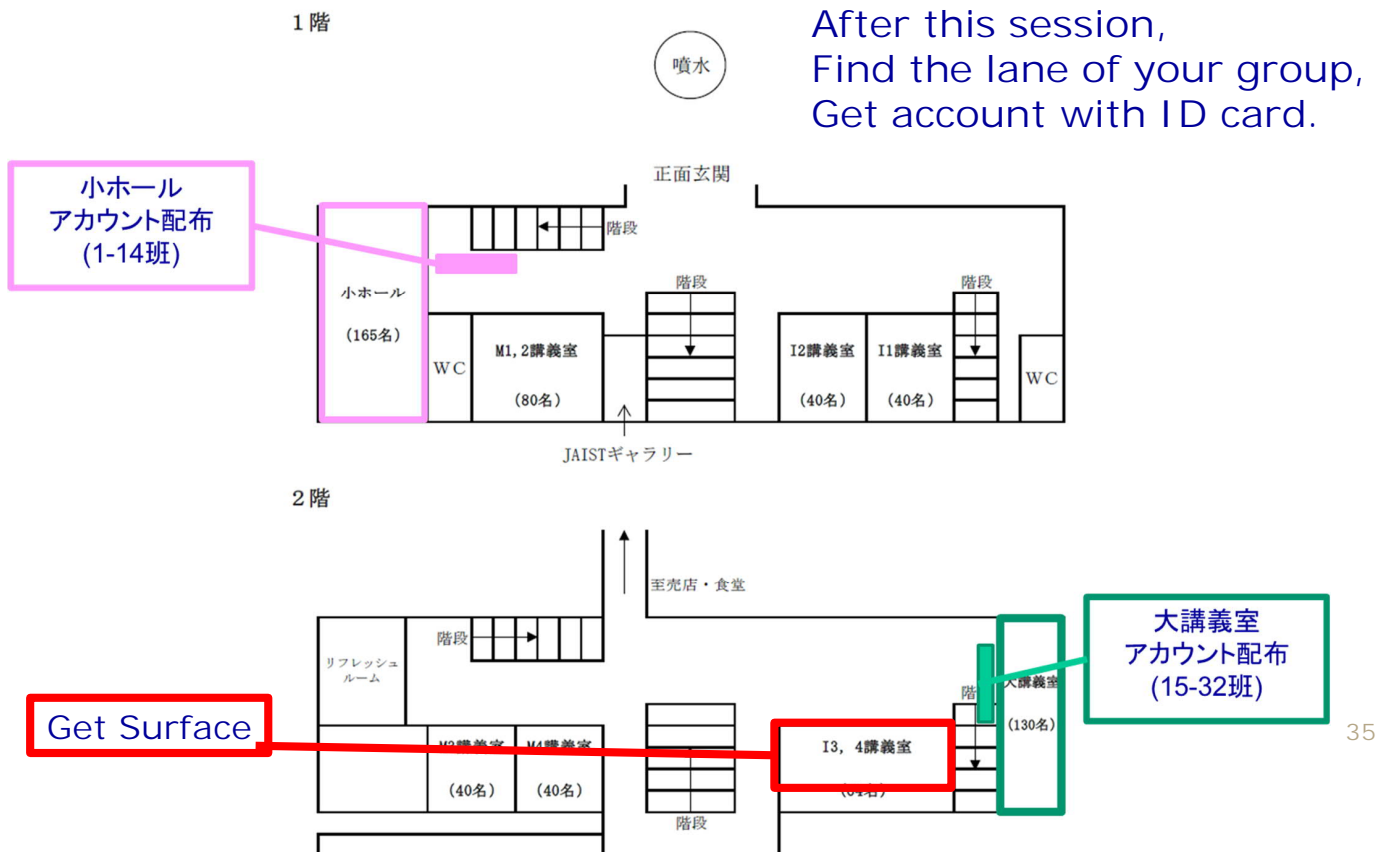 1階
After this session,
Find the lane of your group,
Get account with ID card.
噴水
正面玄関
小ホール
アカウント配布
(1-14班)
階段
小ホール
(165名)
WC
M1,2講義室
(80名)
階段
I2講義室
(40名)
I1講義室
(40名)
階段
WC
JAISTギャラリー
2階
至売店・食堂
階段
リフレッシュ
ルーム
大講義室
アカウント配布
(15-32班)
大講義室
(130名)
Get Surface
M4講義室
(40名)
(40名)
I3, 4講義室
階段
35